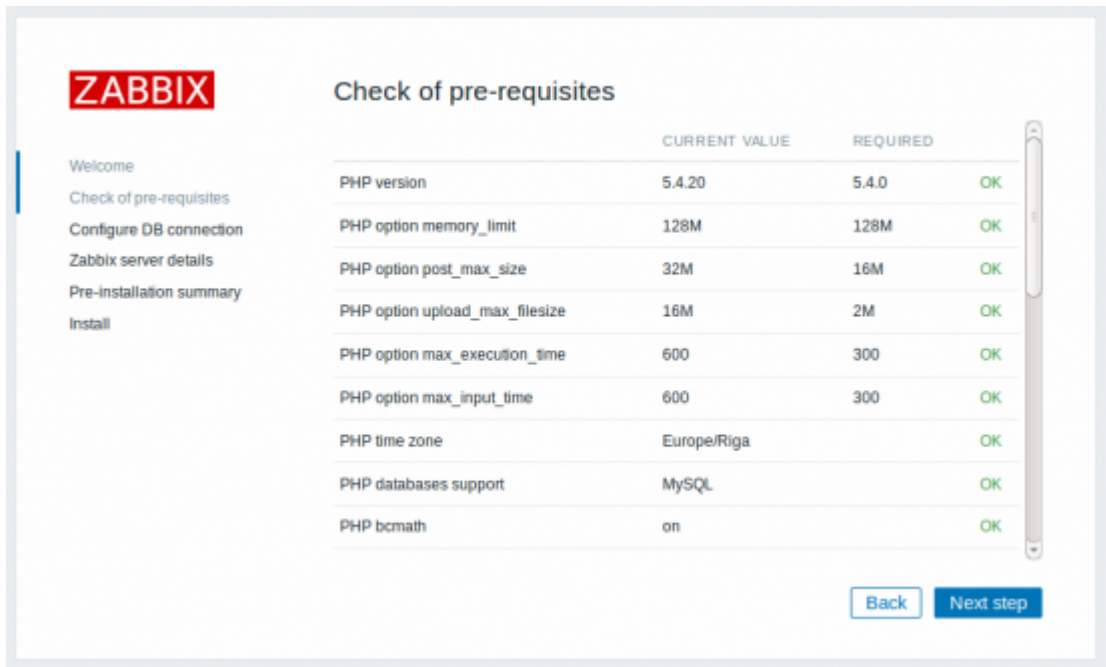 ZABBIX
Welcome
Check of pre-requisites
Configure DB connection
Zabbix server details
Pre-installation summary
Install
Check of pre-requisites
CURRENT VALUE REQUIRED
PHP version 5.4.20 5.4.0 OK
PHP option memory_limit 128M 128M OK
PHP option post_max_size 32M 16M OK
PHP option upload_max_filesize 16M 2M OK
PHP option max_execution_time 600 300 OK
PHP option max_input_time 600 300 OK
PHP time zone Europe/Riga OK
PHP databases support MySQL OK
PHP bcmath on OK
Back Next step